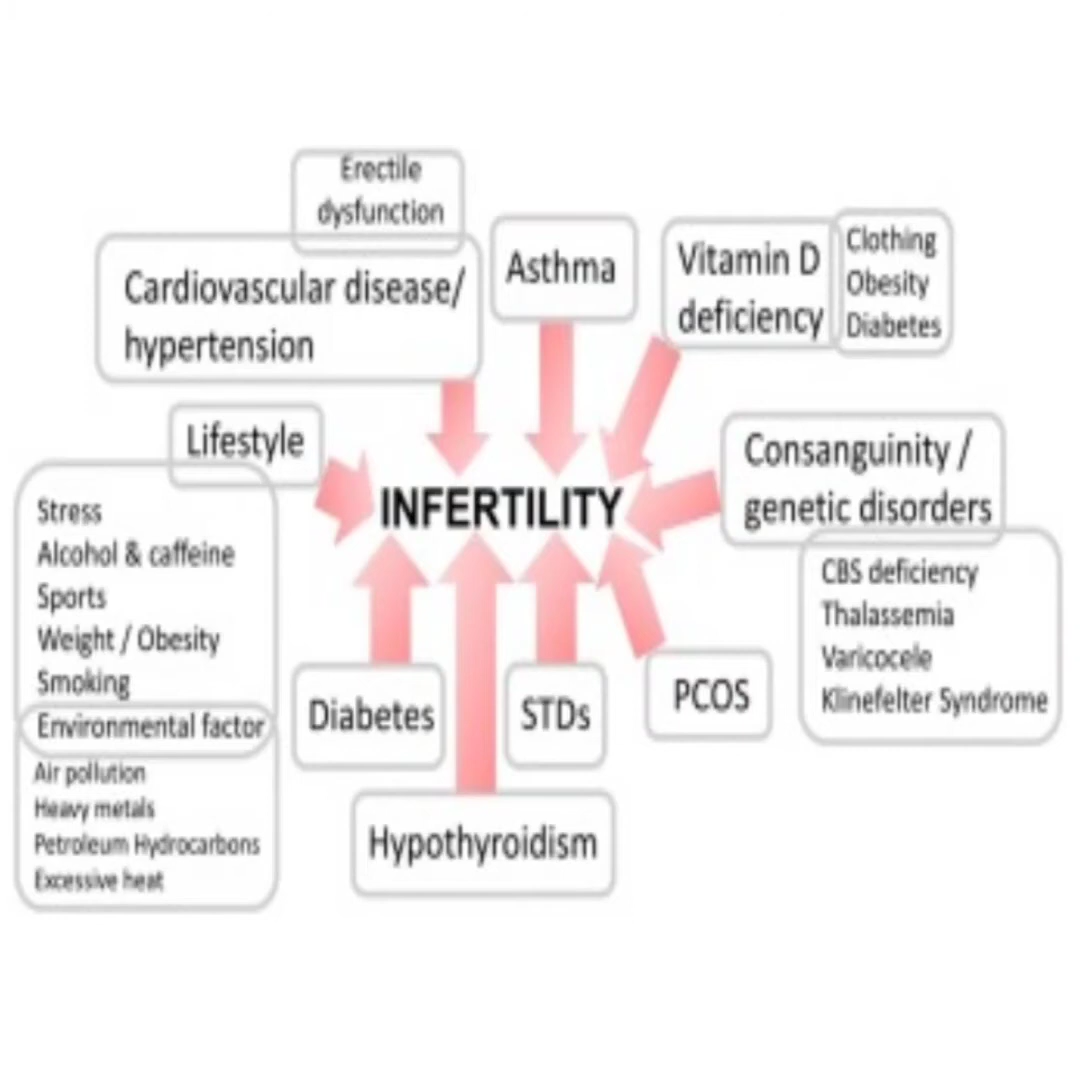 Erectile
dysfunction
Cardiovascular disease/
hypertension
Asthma
Vitamin D
deficiency
Clothing
Obesity
Diabetes
Lifestyle
Stress
Alcohol & caffeine
Sports
Weight / Obesity
Smoking
Environmental factor
Air pollution
Heavy metals
Petroleum Hydrocarbons
Excessive heat
INFERTILITY
Consanguinity /
genetic disorders
CBS deficiency
Thalassemia
Varicocele
Klinefelter Syndrome
Diabetes
STDs
PCOS
Hypothyroidism